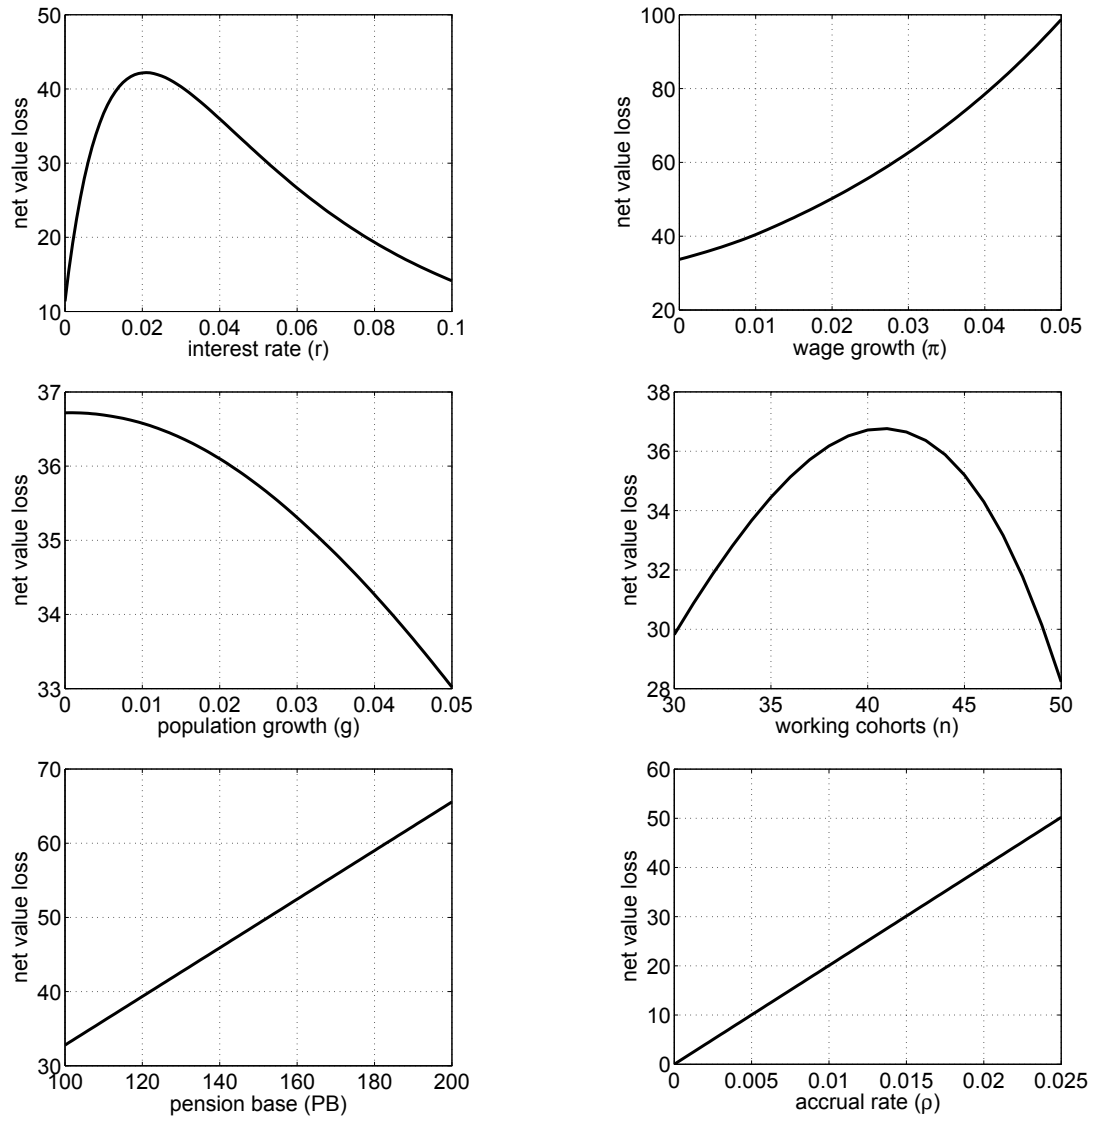 50
40
30
20
10
net value loss
0 0.02 0.04 0.06 0.08 0.1
interest rate (r)
100
80
60
40
20
net value loss
0 0.01 0.02 0.03 0.04 0.05
wage growth (π)
37
36
35
34
33
net value loss
0 0.01 0.02 0.03 0.04 0.05
population growth (g)
38
36
34
32
30
28
net value loss
30 35 40 45 50
working cohorts (n)
70
60
50
40
30
net value loss
100 120 140 160 180 200
pension base (PB)
60
50
40
30
20
10
0
net value loss
0 0.005 0.01 0.015 0.02 0.025
accrual rate (ρ)